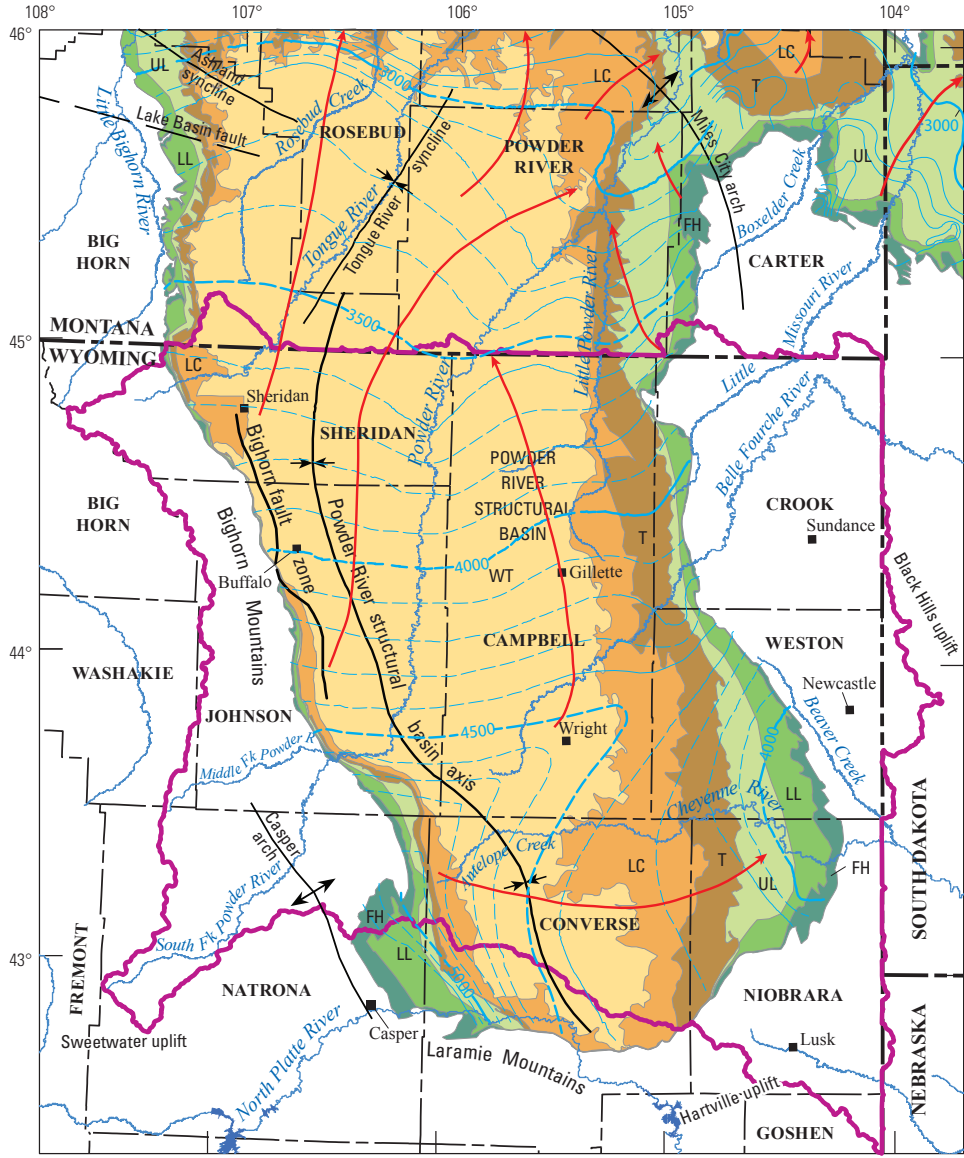 108°
107°
106°
105°
104°
46°
UL
Ashland
syncline
3000
LC
LC
T
Rosebud Creek
ROSEBUD
Lake Basin fault
Little Bighorn River
LL
syncline
POWDER
RIVER
Miles City arch
3000
UL
Tongue River
Tongue River
FH
Boxelder Creek
BIG
HORN
CARTER
Little Powder River
Missouri River
3500
MONTANA
WYOMING
45°
LC
Little
Sheridan
Powder River
Belle Fourche River
SHERIDAN
POWDER
RIVER
STRUCTURAL
BASIN
BIG
HORN
Bighorn fault
zone
Powder River structural
basin axis
CROOK
Sundance
T
Bighorn
Mountains
Buffalo
4000
WT
Gillette
Black Hills uplift
44°
CAMPBELL
WESTON
WASHAKIE
Newcastle
JOHNSON
4500
Wright
4000
Beaver Creek
Middle Fk Powder R
LL
Cheyenne River
Casper
arch
Antelope Creek
LC
T
UL
FH
SOUTH DAKOTA
South Fk Powder River
FH
CONVERSE
43°
FREMONT
LL
5000
NATRONA
NIOBRARA
Casper
Sweetwater uplift
Laramie Mountains
Lusk
NEBRASKA
North Platte River
Hartville uplift
GOSHEN